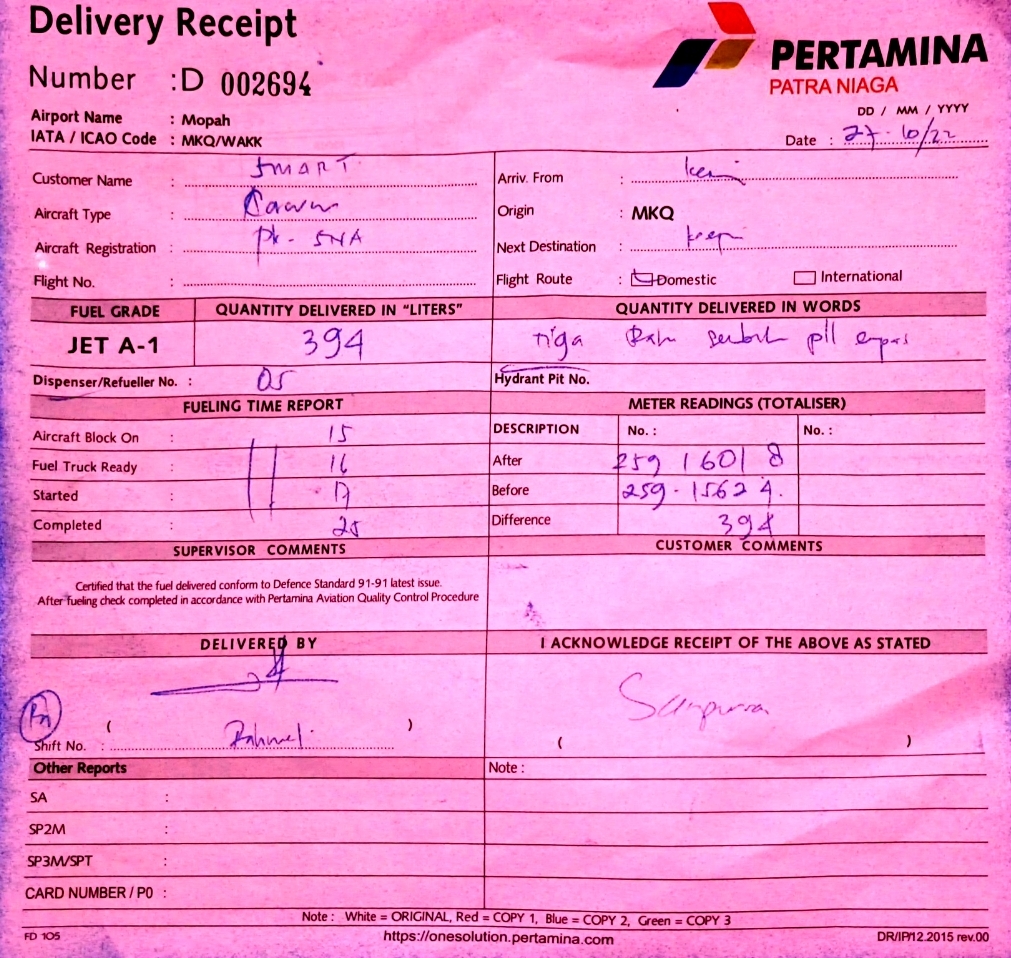 Delivery Receipt
PERTAMINA
PATRA NIAGA
Number : D 002694
DD / MM / YYYY
Airport Name : Mopah
IATA / ICAO Code : MKQ/WAKK
Date : 27-10/22
Customer Name : SMART
Arriv. From :
Aircraft Type :
Origin : MKQ
Aircraft Registration : PK-SNA
Next Destination :
Flight No. :
Flight Route : Domestic International
FUEL GRADE QUANTITY DELIVERED IN "LITERS" QUANTITY DELIVERED IN WORDS
JET A-1 394 Tiga
Dispenser/Refueller No. : 05 Hydrant Pit No.
FUELING TIME REPORT METER READINGS (TOTALISER)
Aircraft Block On : 15 DESCRIPTION No. : No. :
Fuel Truck Ready : 16 After 259 1601 8
Started : 17 Before 259-1562 4.
Completed : 25 Difference 394
SUPERVISOR COMMENTS CUSTOMER COMMENTS
Certified that the fuel delivered conform to Defence Standard 91-91 latest issue.
After fueling check completed in accordance with Pertamina Aviation Quality Control Procedure
DELIVERED BY I ACKNOWLEDGE RECEIPT OF THE ABOVE AS STATED
( ) ( )
Shift No. :
Other Reports Note :
SA :
SP2M :
SP3M/SPT :
CARD NUMBER / P0 :
Note : White = ORIGINAL, Red = COPY 1, Blue = COPY 2, Green = COPY 3
FD 105 https://onesolution.pertamina.com DR/IP/12.2015 rev.00